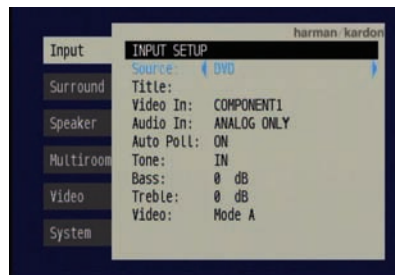 harman/kardon
Input
Surround
Speaker
Multiroom
Video
System
INPUT SETUP
Source: DVD
Title:
Video In: COMPONENT1
Audio In: ANALOG ONLY
Auto Poll: ON
Tone: IN
Bass: 0 dB
Treble: 0 dB
Video: Mode A